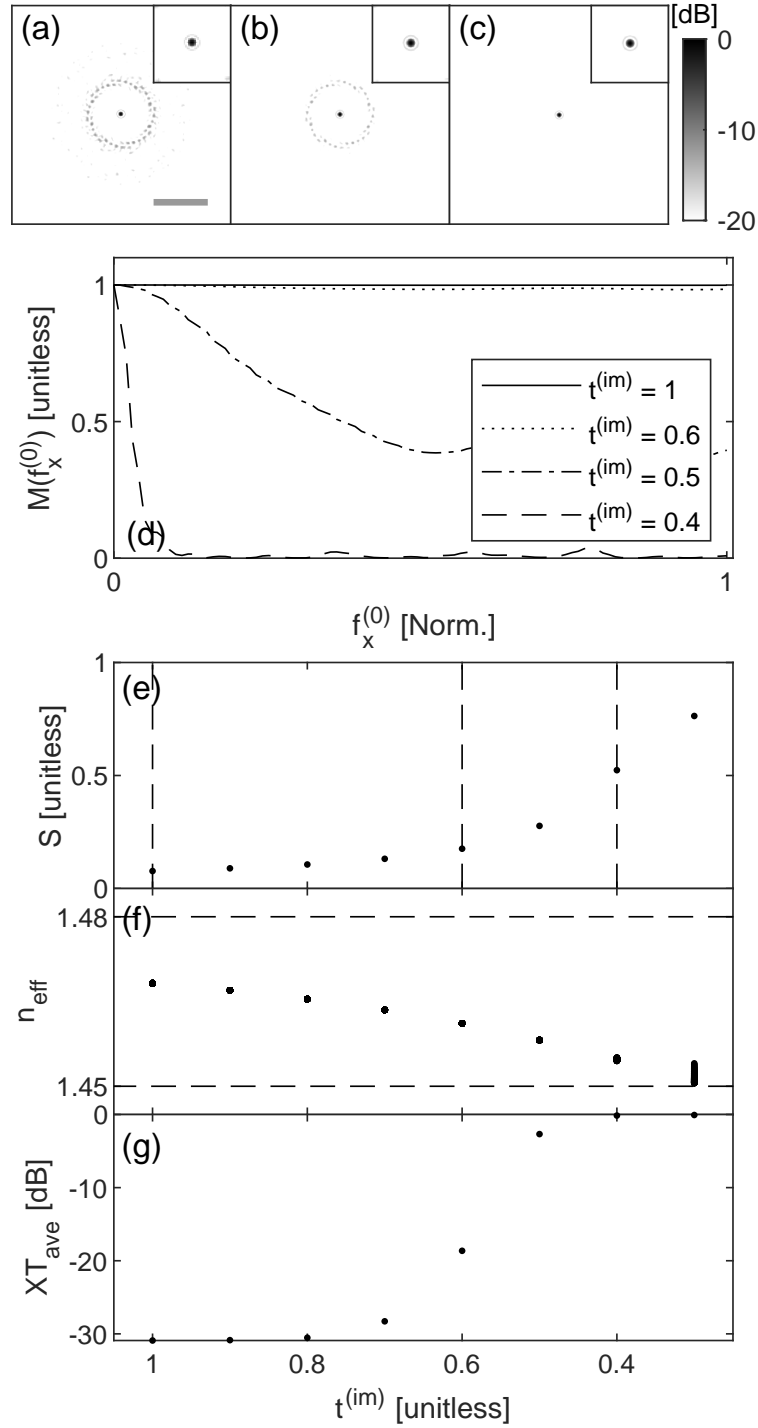 (a)
(b)
(c)
[dB]
0
-10
-20
1
0.5
0
M(f_x^(0)) [unitless]
(d)
t^(im) = 1
t^(im) = 0.6
t^(im) = 0.5
t^(im) = 0.4
0
1
f_x^(0) [Norm.]
(e)
1
0.5
0
S [unitless]
(f)
1.48
1.45
n_eff
(g)
0
-10
-20
-30
XT_ave [dB]
1
0.8
0.6
0.4
t^(im) [unitless]